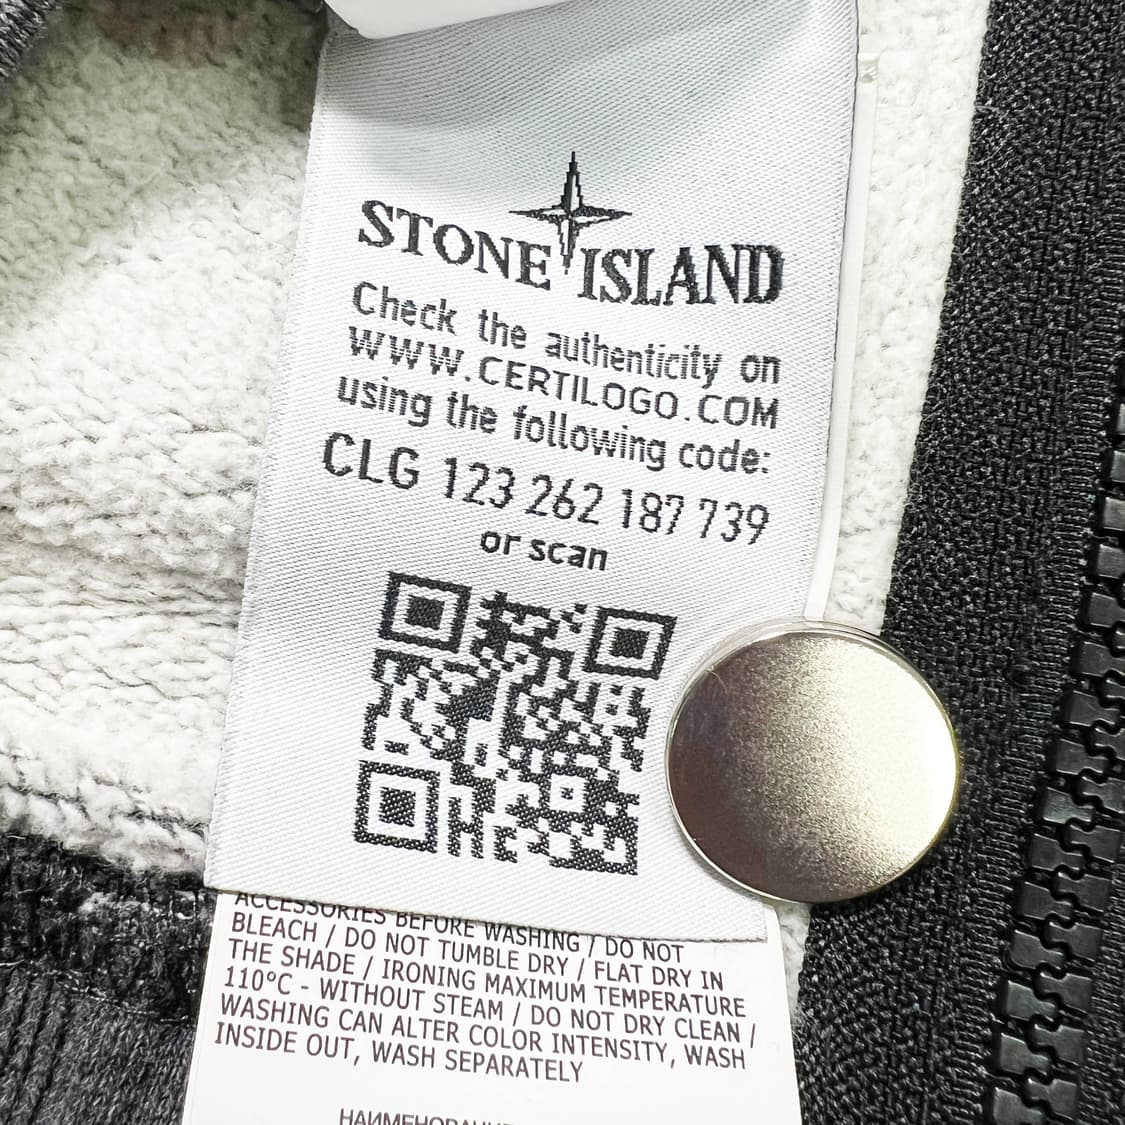 STONE ISLAND
Check the authenticity on
WWW.CERTILOGO.COM
using the following code:
CLG 123 262 187 739
or scan
ACCESSORIES BEFORE WASHING / DO NOT
BLEACH / DO NOT TUMBLE DRY / FLAT DRY IN
THE SHADE / IRONING MAXIMUM TEMPERATURE
110°C - WITHOUT STEAM / DO NOT DRY CLEAN /
WASHING CAN ALTER COLOR INTENSITY, WASH
INSIDE OUT, WASH SEPARATELY